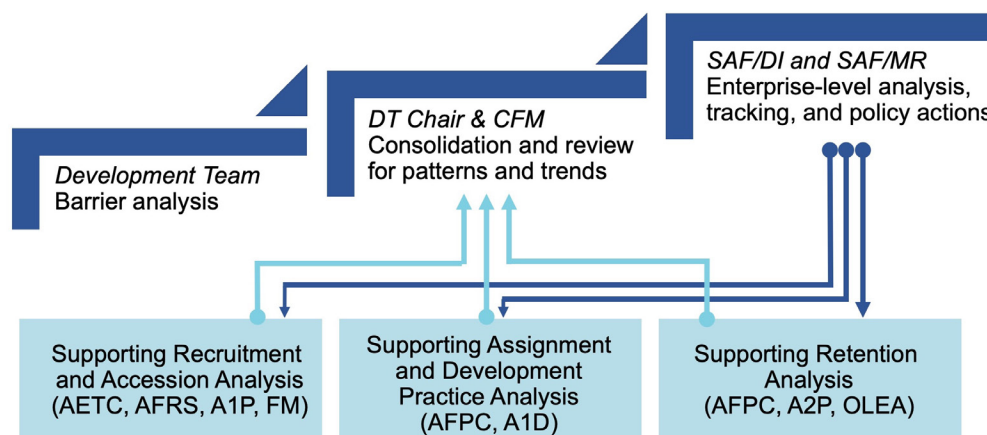 SAF/DI and SAF/MR
Enterprise-level analysis,
tracking, and policy actions
DT Chair & CFM
Consolidation and review
for patterns and trends
Development Team
Barrier analysis
Supporting Recruitment
and Accession Analysis
(AETC, AFRS, A1P, FM)
Supporting Assignment
and Development
Practice Analysis
(AFPC, A1D)
Supporting Retention
Analysis
(AFPC, A2P, OLEA)